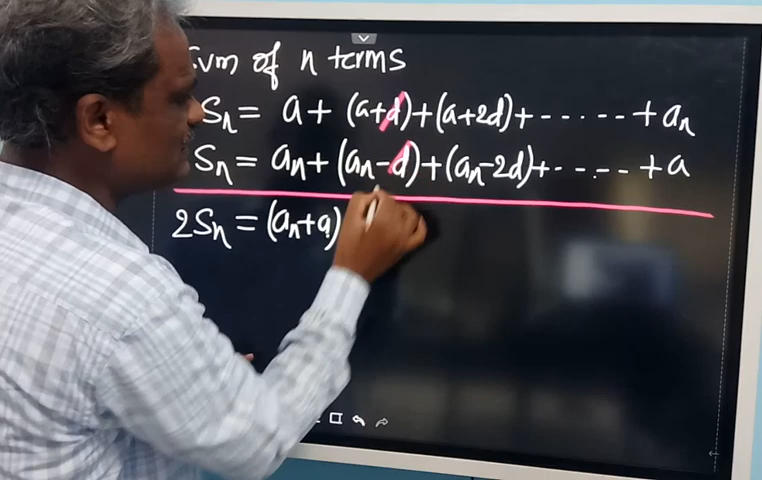 Sum of n terms
Sₙ = a + (a+d)+(a+2d)+ ...... + aₙ
Sₙ = aₙ + (aₙ-d)+(aₙ-2d)+ ...... + a
2Sₙ = (aₙ+a)